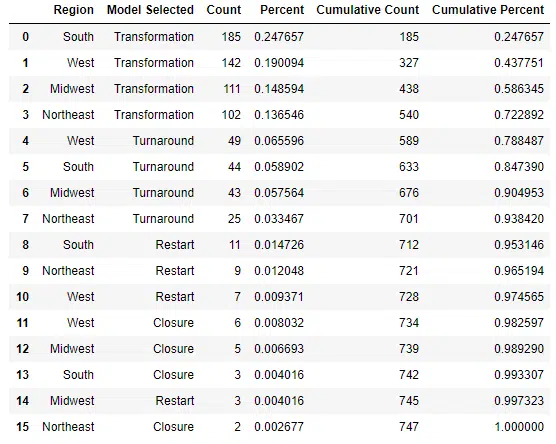 Region Model Selected Count Percent Cumulative Count Cumulative Percent
0 South Transformation 185 0.247657 185 0.247657
1 West Transformation 142 0.190094 327 0.437751
2 Midwest Transformation 111 0.148594 438 0.586345
3 Northeast Transformation 102 0.136546 540 0.722892
4 West Turnaround 49 0.065596 589 0.788487
5 South Turnaround 44 0.058902 633 0.847390
6 Midwest Turnaround 43 0.057564 676 0.904953
7 Northeast Turnaround 25 0.033467 701 0.938420
8 South Restart 11 0.014726 712 0.953146
9 Northeast Restart 9 0.012048 721 0.965194
10 West Restart 7 0.009371 728 0.974565
11 West Closure 6 0.008032 734 0.982597
12 Midwest Closure 5 0.006693 739 0.989290
13 South Closure 3 0.004016 742 0.993307
14 Midwest Restart 3 0.004016 745 0.997323
15 Northeast Closure 2 0.002677 747 1.000000